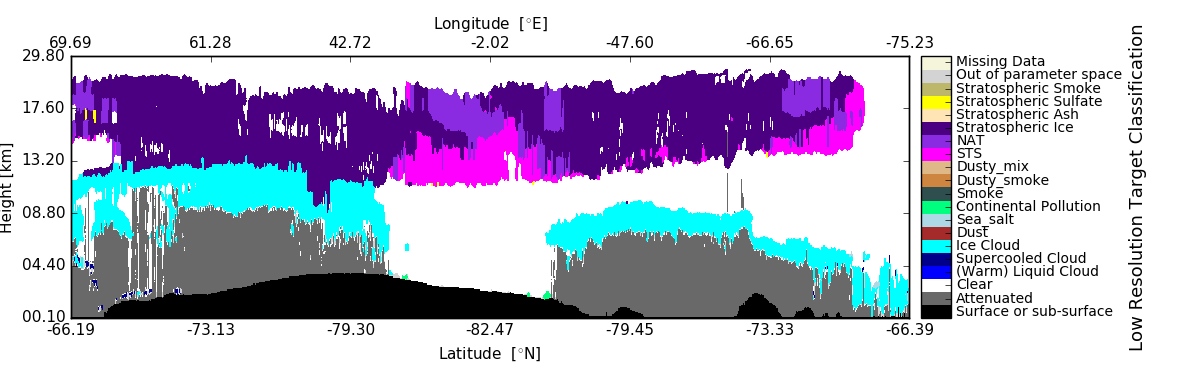 Longitude [°E]
69.69 61.28 42.72 -2.02 -47.60 -66.65 -75.23
29.80
17.60
13.20
08.80
04.40
00.10
Height [km]
-66.19 -73.13 -79.30 -82.47 -79.45 -73.33 -66.39
Latitude [°N]
Missing Data
Out of parameter space
Stratospheric Smoke
Stratospheric Sulfate
Stratospheric Ash
Stratospheric Ice
NAT
STS
Dusty_mix
Dusty_smoke
Smoke
Continental Pollution
Sea_salt
Dust
Ice Cloud
Supercooled Cloud
(Warm) Liquid Cloud
Clear
Attenuated
Surface or sub-surface
Low Resolution Target Classification